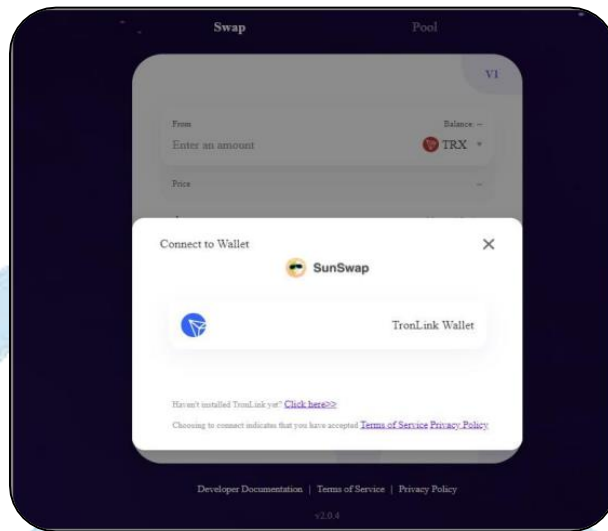 Swap Pool
V1
From Balance: --
Enter an amount TRX
Price --
Connect to Wallet
SunSwap
TronLink Wallet
Haven't installed TronLink yet? Click here>>
Choosing to connect indicates that you have accepted Terms of Service Privacy Policy
Developer Documentation | Terms of Service | Privacy Policy
v2.0.4